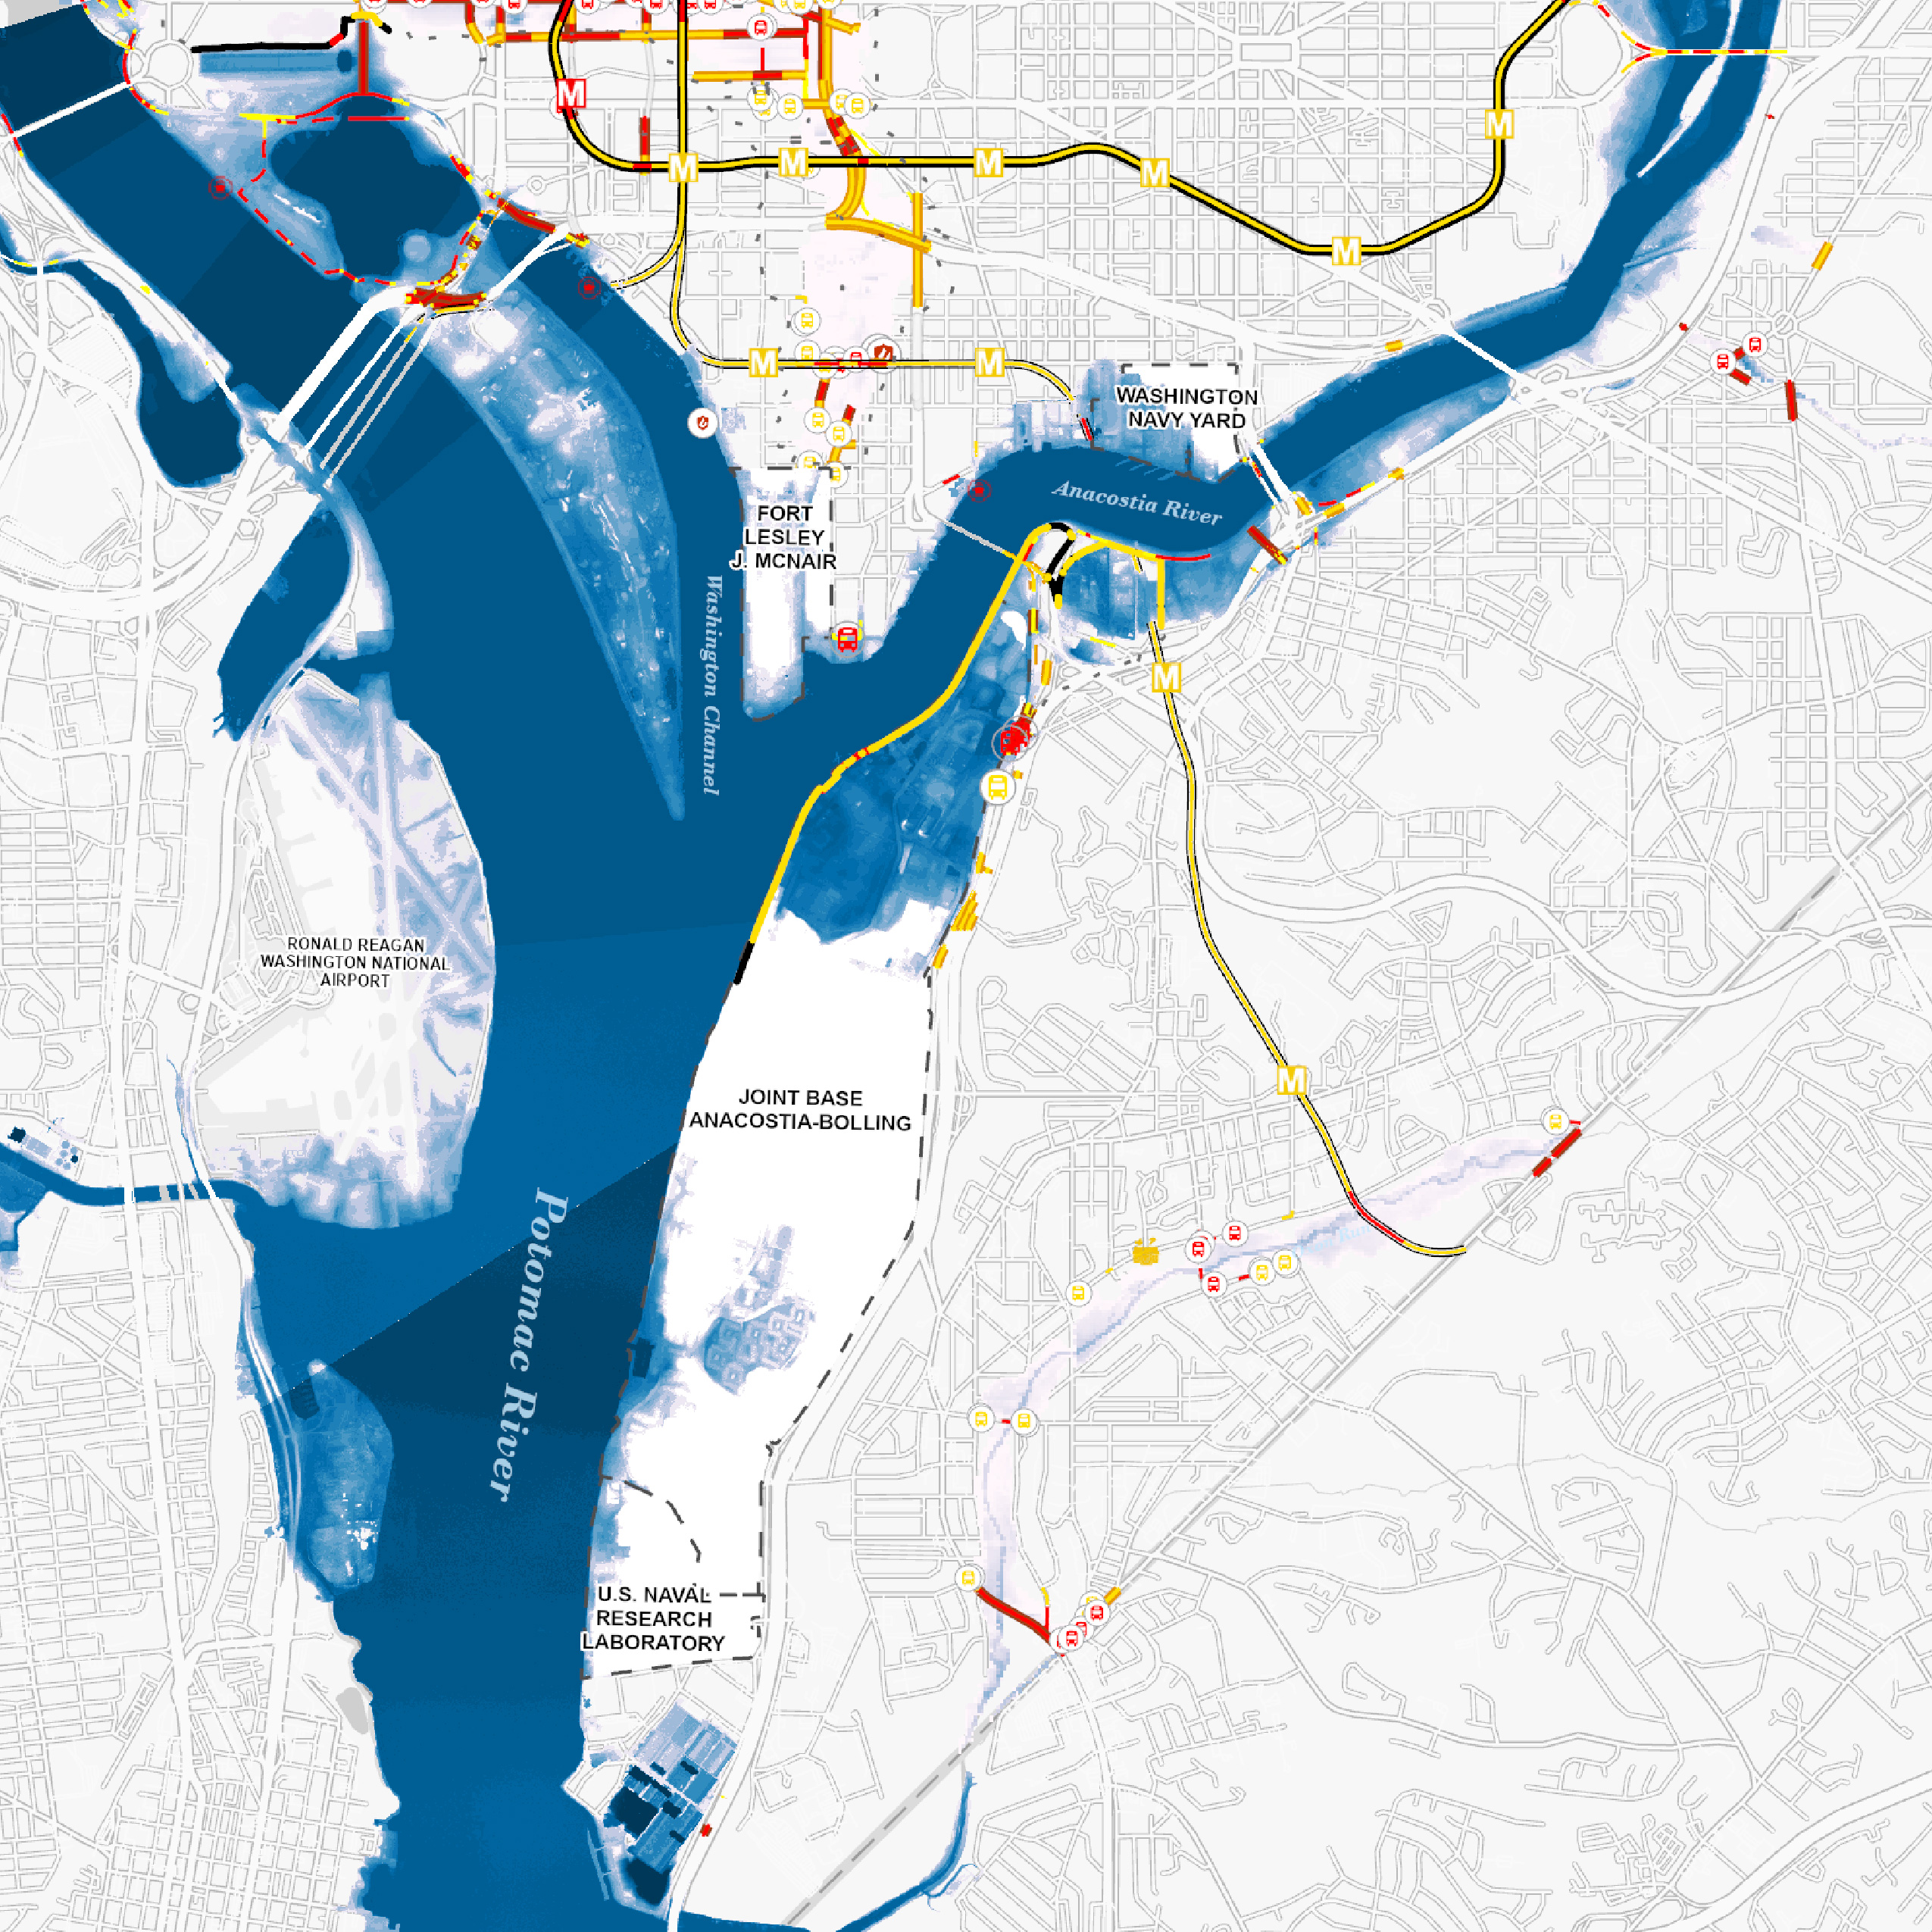 M
M
M
M
M
M
M
M
M
WASHINGTON
NAVY YARD
Anacostia River
FORT
LESLEY
J. MCNAIR
Washington Channel
M
RONALD REAGAN
WASHINGTON NATIONAL
AIRPORT
M
JOINT BASE
ANACOSTIA-BOLLING
Potomac River
U.S. NAVAL
RESEARCH
LABORATORY